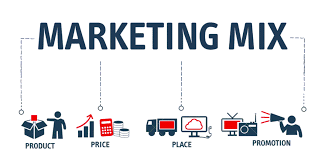 MARKETING MIX
PRODUCT
PRICE
PLACE
PROMOTION